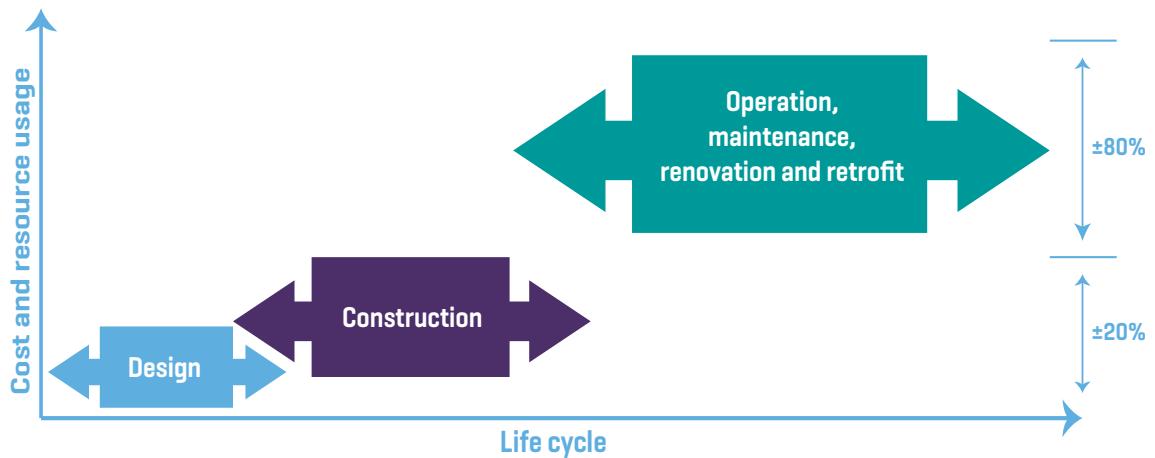 Cost and resource usage
Operation,
maintenance,
renovation and retrofit
±80%
Construction
±20%
Design
Life cycle